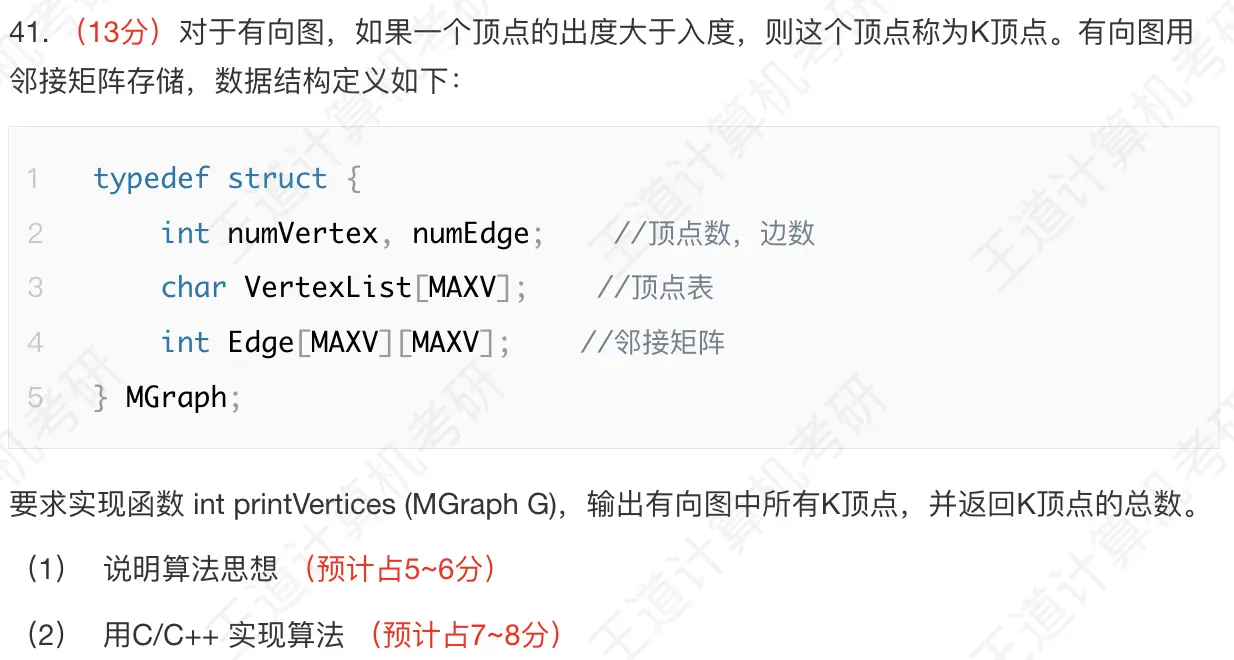 41. （13分）对于有向图，如果一个顶点的出度大于入度，则这个顶点称为K顶点。有向图用
邻接矩阵存储，数据结构定义如下：
1 typedef struct {
2 int numVertex, numEdge; //顶点数，边数
3 char VertexList[MAXV]; //顶点表
4 int Edge[MAXV][MAXV]; //邻接矩阵
5 } MGraph;
要求实现函数 int printVertices (MGraph G)，输出有向图中所有K顶点，并返回K顶点的总数。
（1） 说明算法思想 （预计占5~6分）
（2） 用C/C++ 实现算法 （预计占7~8分）
王道计算机考研
王道计算机考研
王道计算机考研
王道计算机考研
王道计算机考研